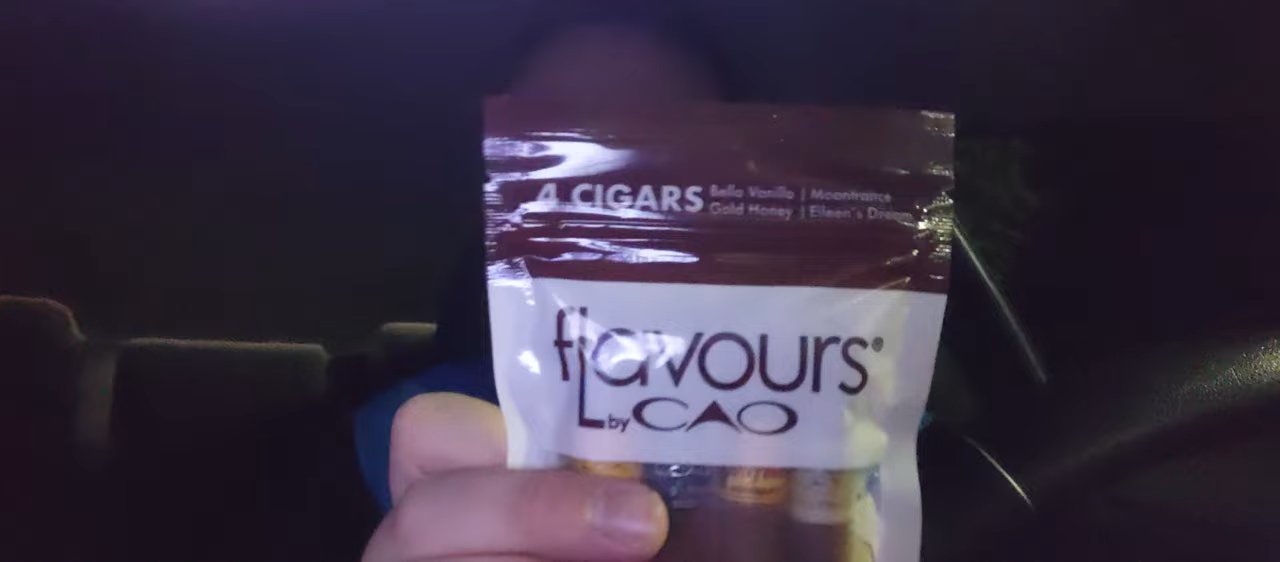 4 CIGARS
Bella Vanilla | Moontrance
Gold Honey | Eileen's Dream
flavours®
by CAO